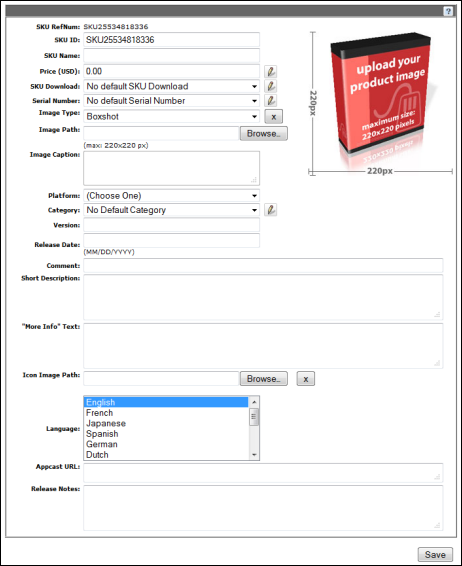 ?
SKU RefNum: SKU25534818336
SKU ID: SKU25534818336
SKU Name:
Price (USD): 0.00
SKU Download: No default SKU Download
Serial Number: No default Serial Number
Image Type: Boxshot x
Image Path: Browse..
(max: 220x220 px)
Image Caption:
upload your
product image
maximum size:
220x220 pixels
220px
220px
Platform: (Choose One)
Category: No Default Category
Version:
Release Date:
(MM/DD/YYYY)
Comment:
Short Description:
"More Info" Text:
Icon Image Path: Browse.. x
Language:
English
French
Japanese
Spanish
German
Dutch
Appcast URL:
Release Notes:
Save